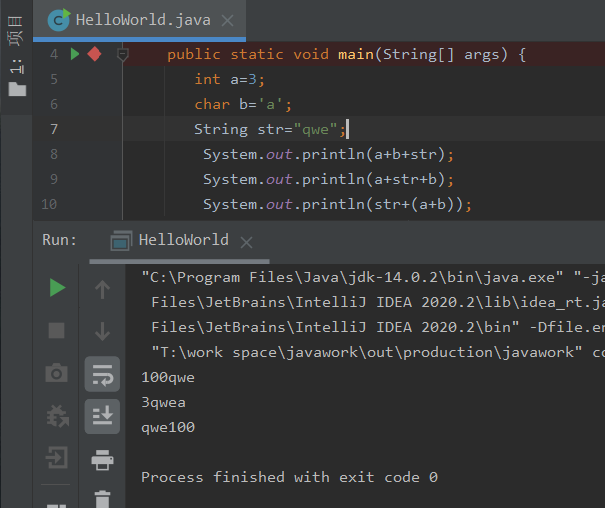 HelloWorld.java
1: 项目
4 public static void main(String[] args) {
5 int a=3;
6 char b='a';
7 String str="qwe";
8 System.out.println(a+b+str);
9 System.out.println(a+str+b);
10 System.out.println(str+(a+b));
Run: HelloWorld
"C:\Program Files\Java\jdk-14.0.2\bin\java.exe" "-ja
Files\JetBrains\IntelliJ IDEA 2020.2\lib\idea_rt.ja
Files\JetBrains\IntelliJ IDEA 2020.2\bin" -Dfile.en
"T:\work space\javawork\out\production\javawork" co
100qwe
3qwea
qwe100
Process finished with exit code 0